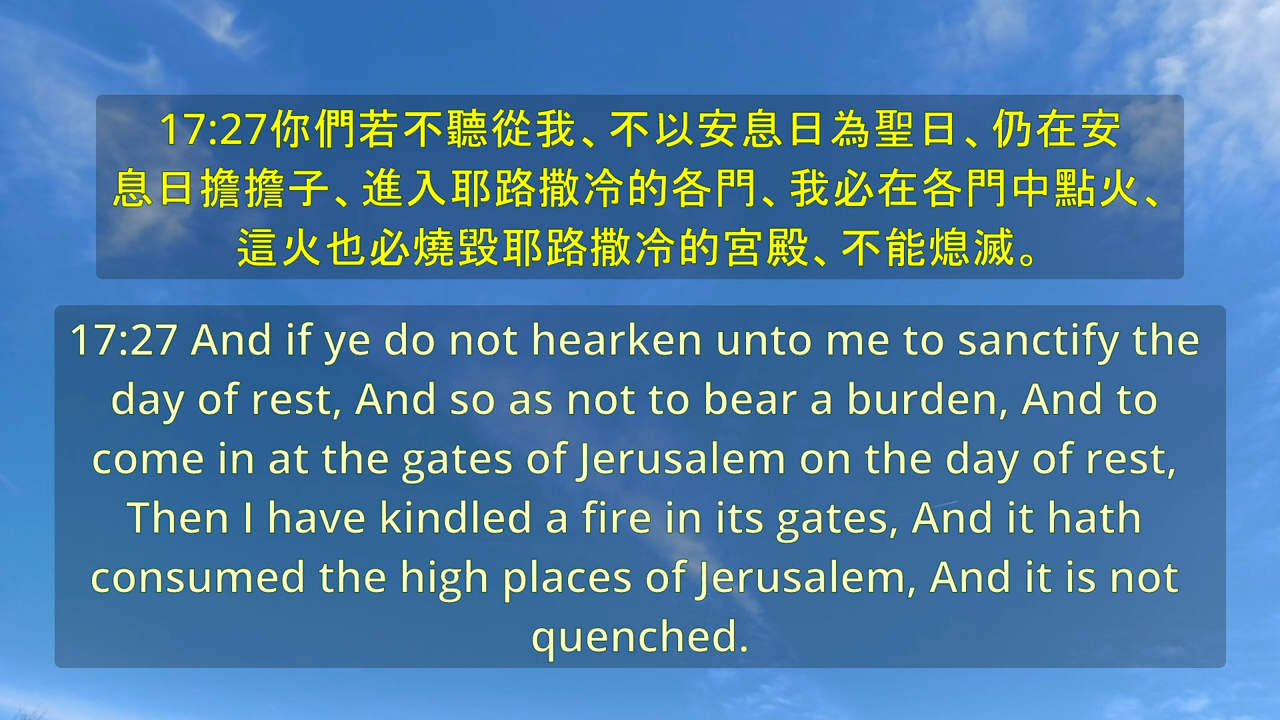 17:27你們若不聽從我、不以安息日為聖日、仍在安
息日擔擔子、進入耶路撒冷的各門、我必在各門中點火、
這火也必燒毀耶路撒冷的宮殿、不能熄滅。
17:27 And if ye do not hearken unto me to sanctify the
day of rest, And so as not to bear a burden, And to
come in at the gates of Jerusalem on the day of rest,
Then I have kindled a fire in its gates, And it hath
consumed the high places of Jerusalem, And it is not
quenched.